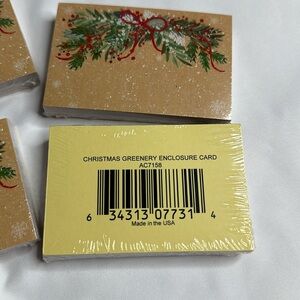 CHRISTMAS GREENERY ENCLOSURE CARD
AC7158
6 34313 07731 4
Made in the USA